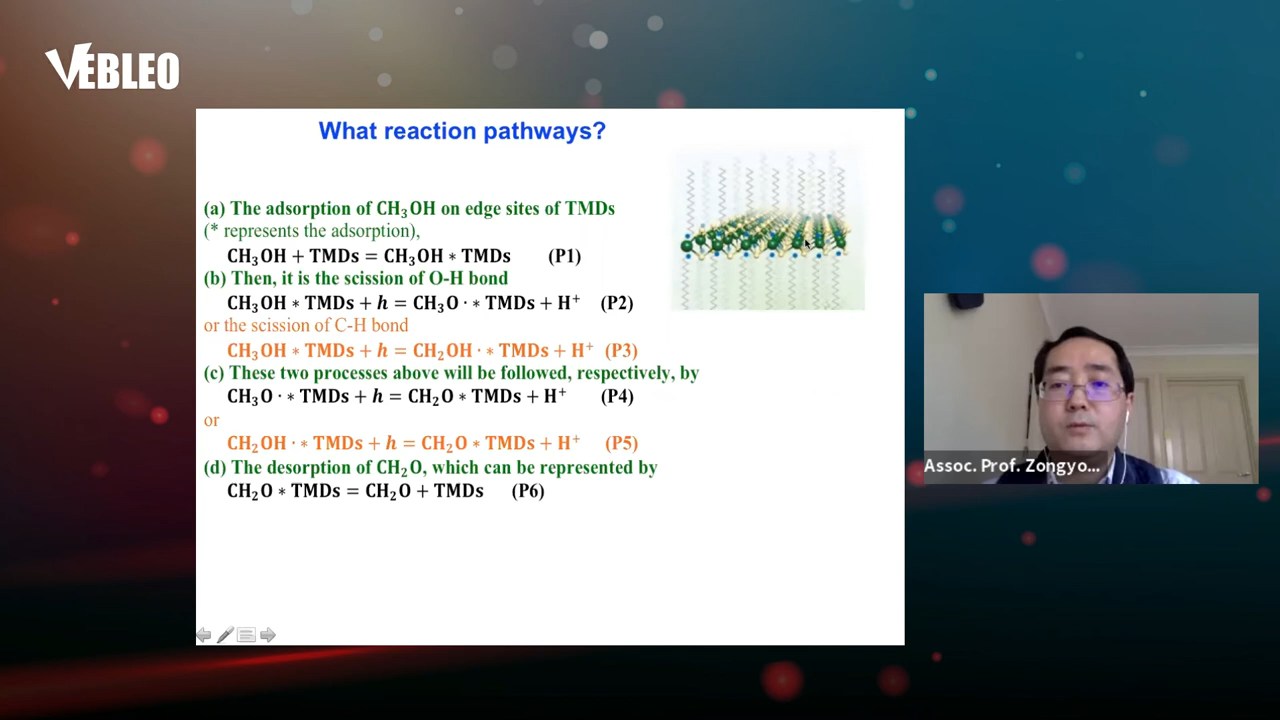 VEBLEO
What reaction pathways?
(a) The adsorption of CH₃OH on edge sites of TMDs
(* represents the adsorption),
CH₃OH + TMDs = CH₃OH * TMDs (P1)
(b) Then, it is the scission of O-H bond
CH₃OH * TMDs + h = CH₃O · * TMDs + H⁺ (P2)
or the scission of C-H bond
CH₃OH * TMDs + h = CH₂OH · * TMDs + H⁺ (P3)
(c) These two processes above will be followed, respectively, by
CH₃O · * TMDs + h = CH₂O * TMDs + H⁺ (P4)
or
CH₂OH · * TMDs + h = CH₂O * TMDs + H⁺ (P5)
(d) The desorption of CH₂O, which can be represented by
CH₂O * TMDs = CH₂O + TMDs (P6)
Assoc. Prof. Zongyo...